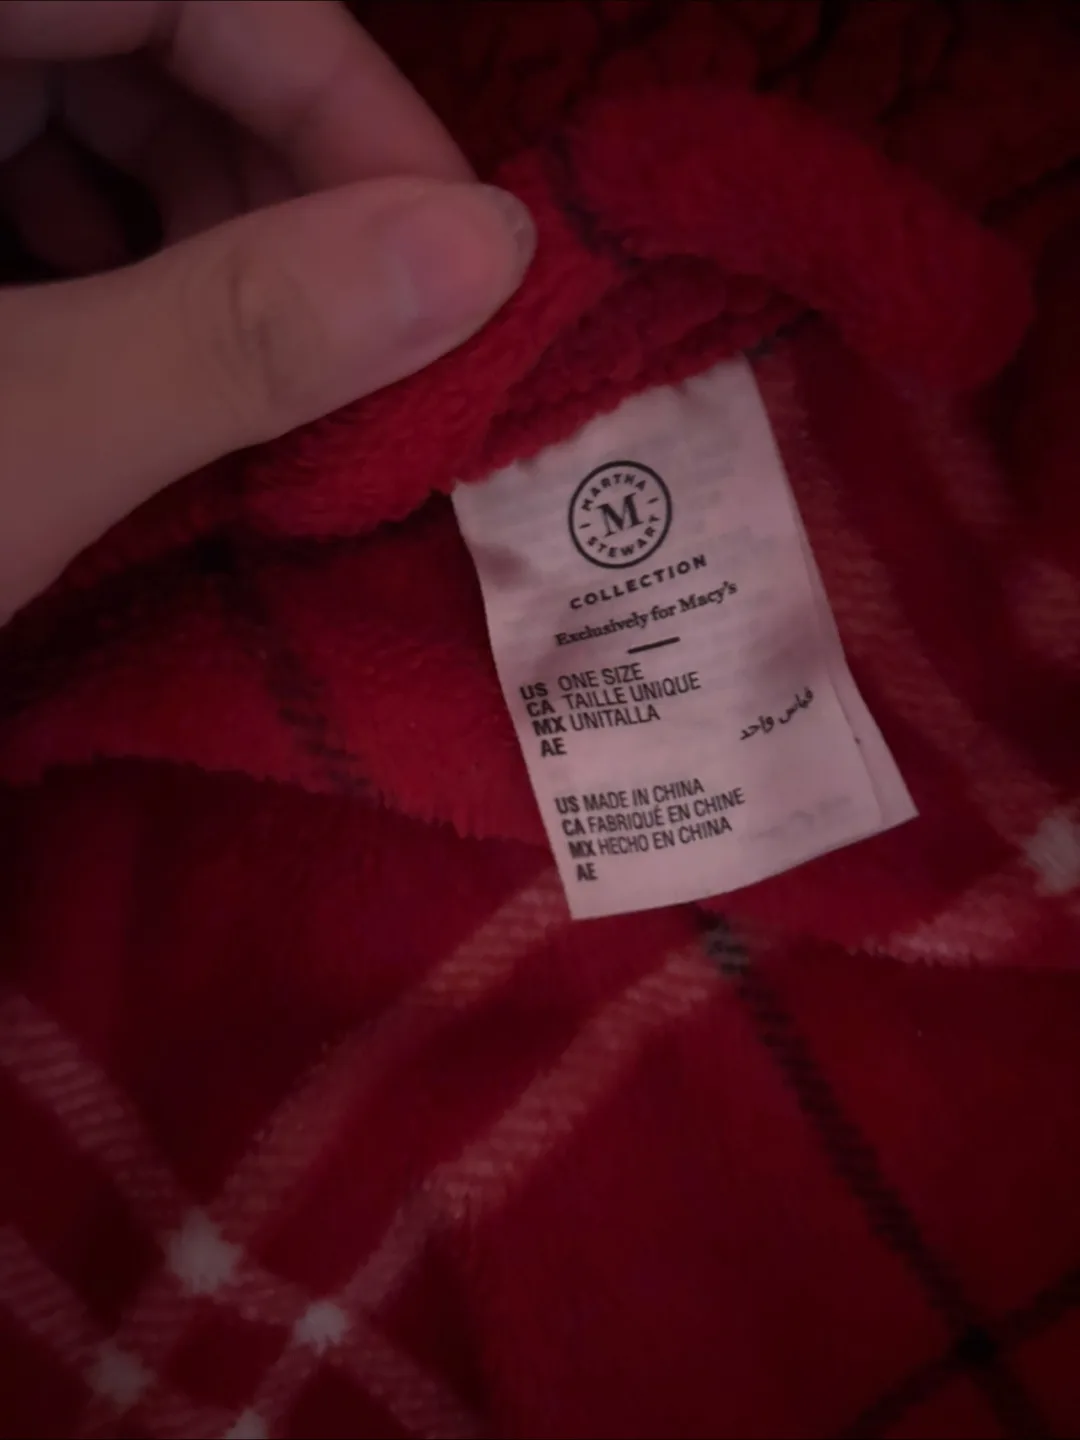 MARTHA
M
STEWART
COLLECTION
Exclusively for Macy's
US ONE SIZE
CA TAILLE UNIQUE
MX UNITALLA
AE قياس واحد
US MADE IN CHINA
CA FABRIQUÉ EN CHINE
MX HECHO EN CHINA
AE